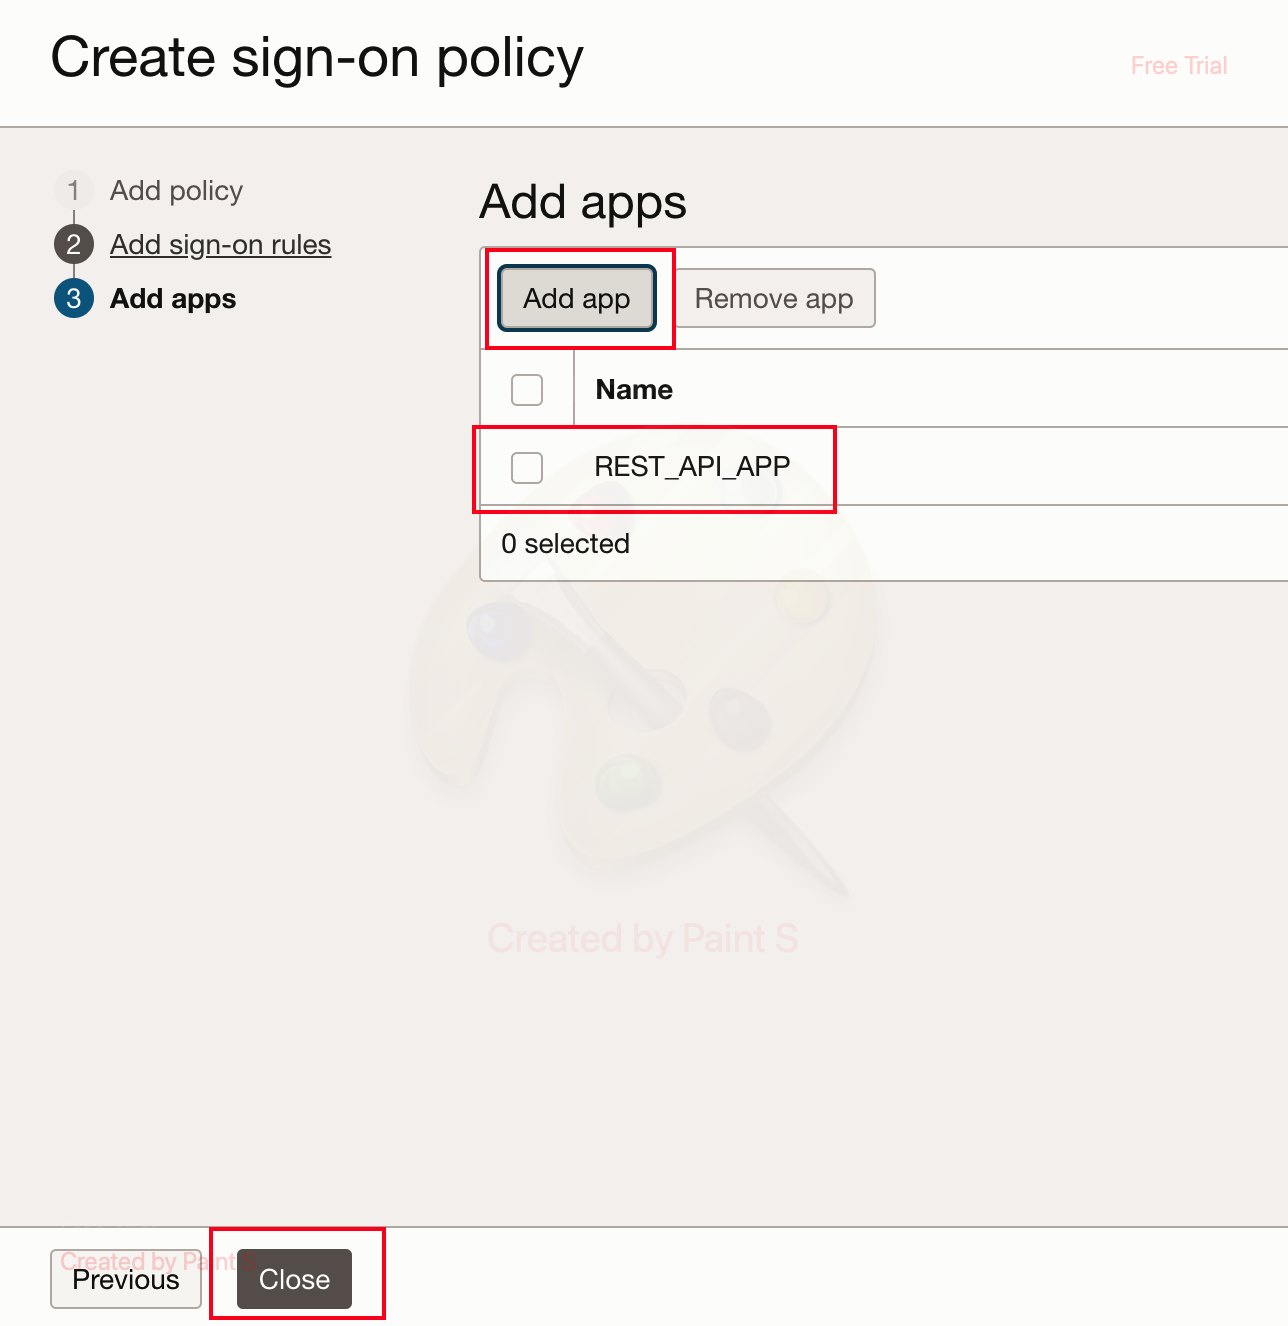 Create sign-on policy
Free Trial
1 Add policy
2 Add sign-on rules
3 Add apps
Add apps
Add app Remove app
Name
REST_API_APP
0 selected
Created by Paint S
Created by Paint S
Previous Close